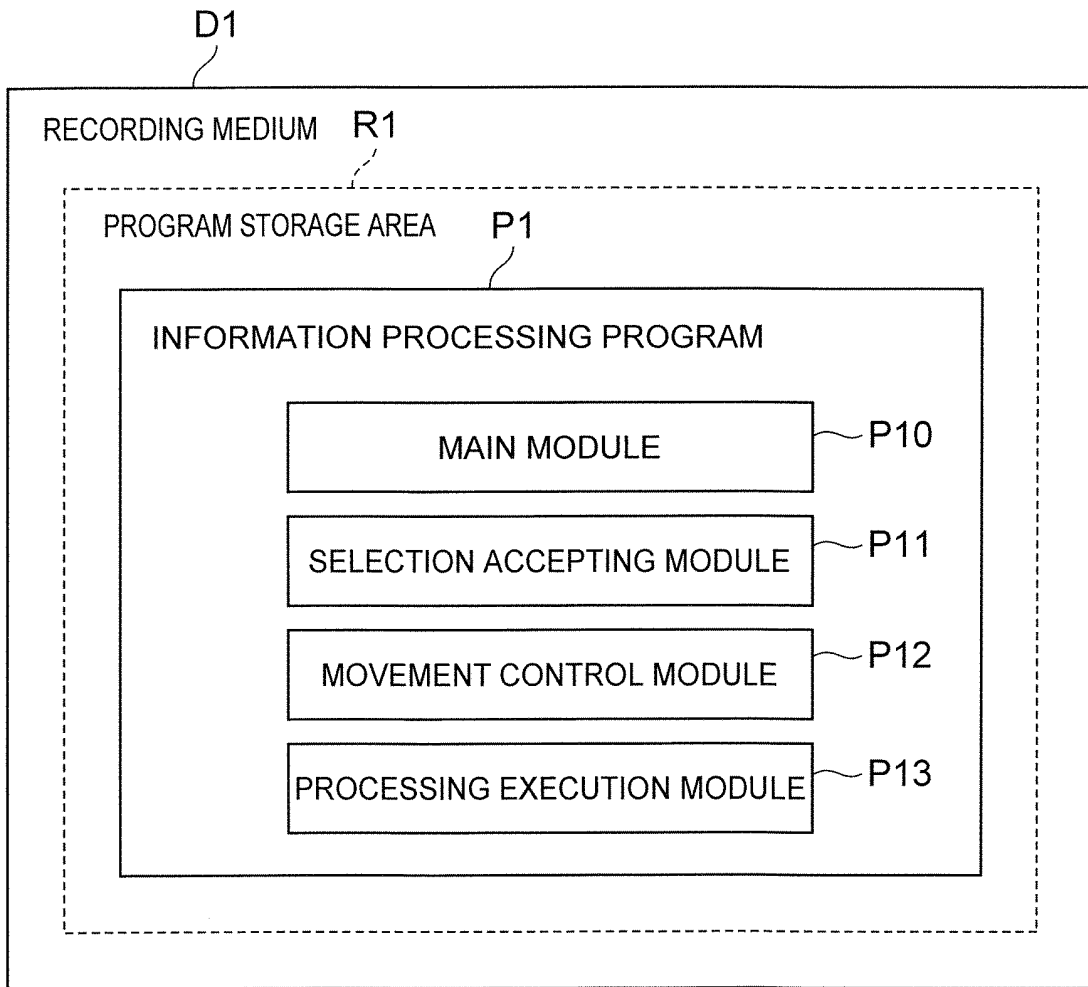 D1
RECORDING MEDIUM R1
PROGRAM STORAGE AREA P1
INFORMATION PROCESSING PROGRAM
MAIN MODULE P10
SELECTION ACCEPTING MODULE P11
MOVEMENT CONTROL MODULE P12
PROCESSING EXECUTION MODULE P13